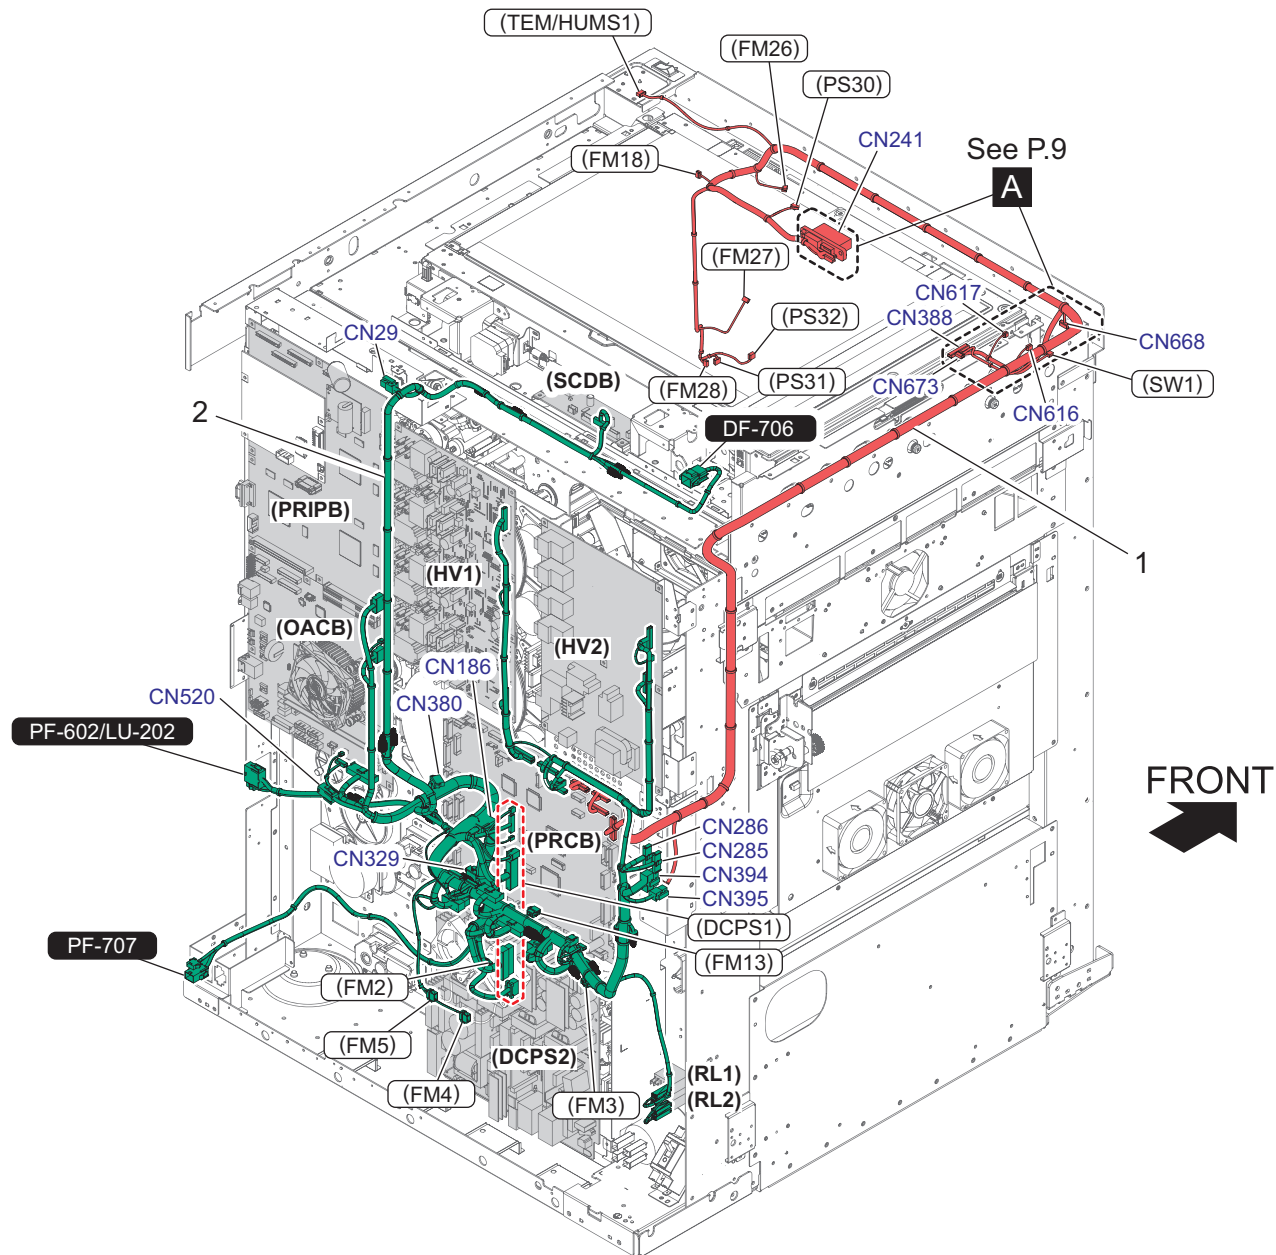 (TEM/HUMS1)
(FM26)
(PS30)
CN241
See P.9
A
(FM18)
(FM27)
CN617
CN388
(PS32)
CN29
CN668
(SCDB)
(FM28)
(PS31)
CN673
(SW1)
CN616
2
DF-706
(PRIPB)
1
(HV1)
(OACB)
(HV2)
CN186
CN520
CN380
PF-602/LU-202
FRONT
CN286
(PRCB)
CN285
CN329
CN394
CN395
(DCPS1)
PF-707
(FM13)
(FM2)
(FM5)
(DCPS2)
(RL1)
(FM4)
(FM3)
(RL2)